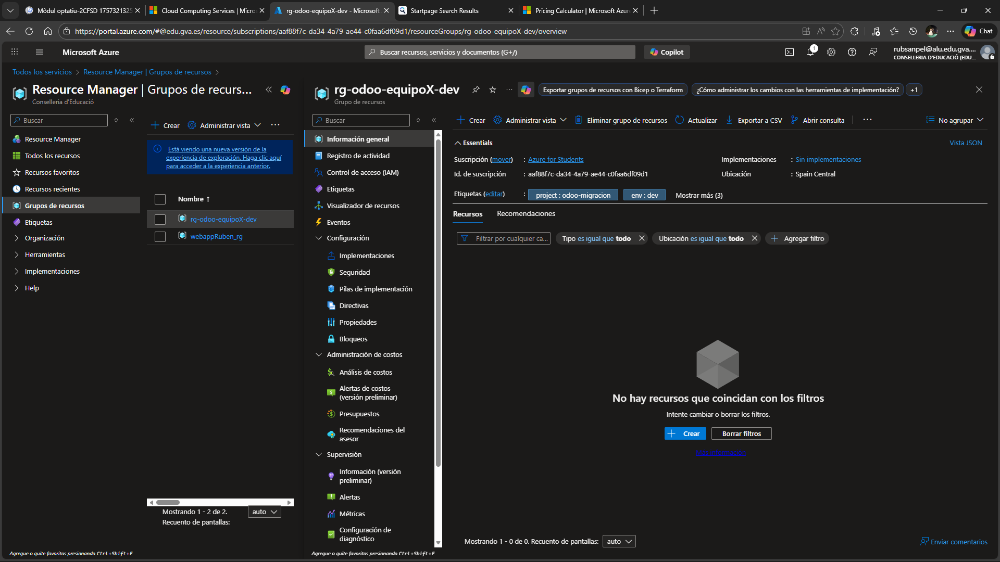 Mòdul optatiu-2CFSD 1757321325
Cloud Computing Services | Micros
rg-odoo-equipoX-dev - Microsoft
Startpage Search Results
Pricing Calculator | Microsoft Azur
https://portal.azure.com/#@edu.gva.es/resource/subscriptions/aaf88f7c-da34-4a79-ae44-c0faa6df09d1/resourceGroups/rg-odoo-equipoX-dev/overview
Chat
Microsoft Azure
Buscar recursos, servicios y documentos (G+/)
Copilot
1
rubsanpel@alu.edu.gva....
CONSELLERIA D'EDUCACIÓ (EDU...
Todos los servicios
Resource Manager | Grupos de recursos
Resource Manager | Grupos de recurs...
Conselleria d'Educació
Buscar
Resource Manager
Todos los recursos
Recursos favoritos
Recursos recientes
Grupos de recursos
Etiquetas
Organización
Herramientas
Implementaciones
Help
Crear
Administrar vista
Está viendo una nueva versión de la
experiencia de exploración. Haga clic aquí
para acceder a la experiencia anterior.
Nombre ↑
rg-odoo-equipoX-dev
webappRuben_rg
Mostrando 1 - 2 de 2.
Recuento de pantallas:
auto
Agregue o quite favoritos presionando Ctrl+Shift+F
rg-odoo-equipoX-dev
Grupo de recursos
Exportar grupos de recursos con Bicep o Terraform
¿Cómo administrar los cambios con las herramientas de implementación?
+1
Buscar
Información general
Registro de actividad
Control de acceso (IAM)
Etiquetas
Visualizador de recursos
Eventos
Configuración
Implementaciones
Seguridad
Pilas de implementación
Directivas
Propiedades
Bloqueos
Administración de costos
Análisis de costos
Alertas de costos
(versión preliminar)
Presupuestos
Recomendaciones del
asesor
Supervisión
Información (versión
preliminar)
Alertas
Métricas
Configuración de
diagnóstico
Agregue o quite favoritos presionando Ctrl+Shift+F
Crear
Administrar vista
Eliminar grupo de recursos
Actualizar
Exportar a CSV
Abrir consulta
No agrupar
Essentials
Vista JSON
Suscripción (mover) : Azure for Students
Implementaciones : Sin implementaciones
Id. de suscripción : aaf88f7c-da34-4a79-ae44-c0faa6df09d1
Ubicación : Spain Central
Etiquetas (editar) : project : odoo-migracion env : dev Mostrar más (3)
Recursos
Recomendaciones
Filtrar por cualquier ca...
Tipo es igual que todo
Ubicación es igual que todo
Agregar filtro
No hay recursos que coincidan con los filtros
Intente cambiar o borrar los filtros.
Crear
Borrar filtros
Más información
Mostrando 1 - 0 de 0. Recuento de pantallas:
auto
Enviar comentarios